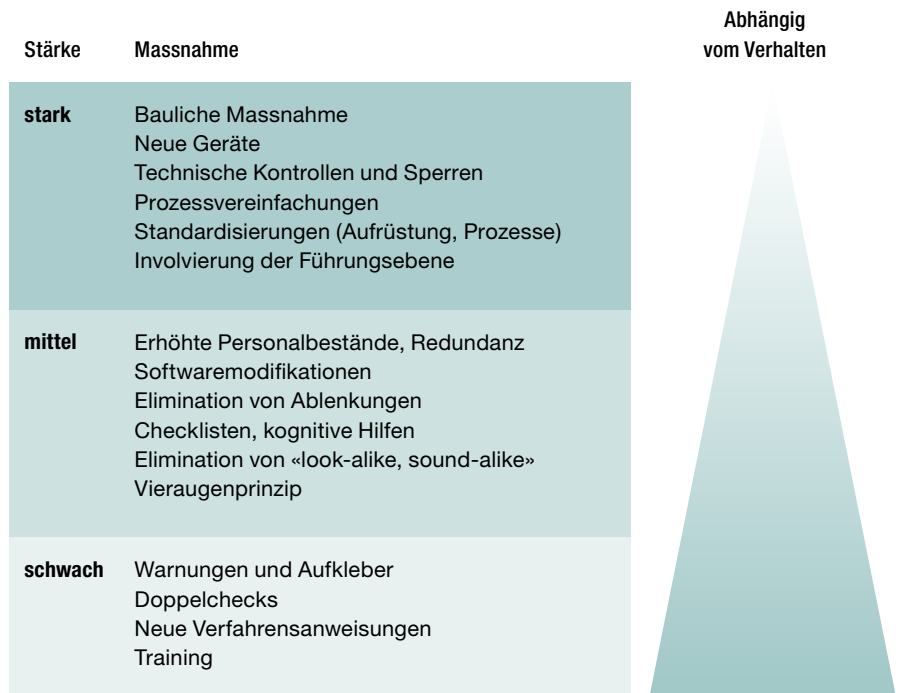 Stärke Massnahme Abhängig
vom Verhalten
stark Bauliche Massnahme
Neue Geräte
Technische Kontrollen und Sperren
Prozessvereinfachungen
Standardisierungen (Aufrüstung, Prozesse)
Involvierung der Führungsebene
mittel Erhöhte Personalbestände, Redundanz
Softwaremodifikationen
Elimination von Ablenkungen
Checklisten, kognitive Hilfen
Elimination von «look-alike, sound-alike»
Vieraugenprinzip
schwach Warnungen und Aufkleber
Doppelchecks
Neue Verfahrensanweisungen
Training